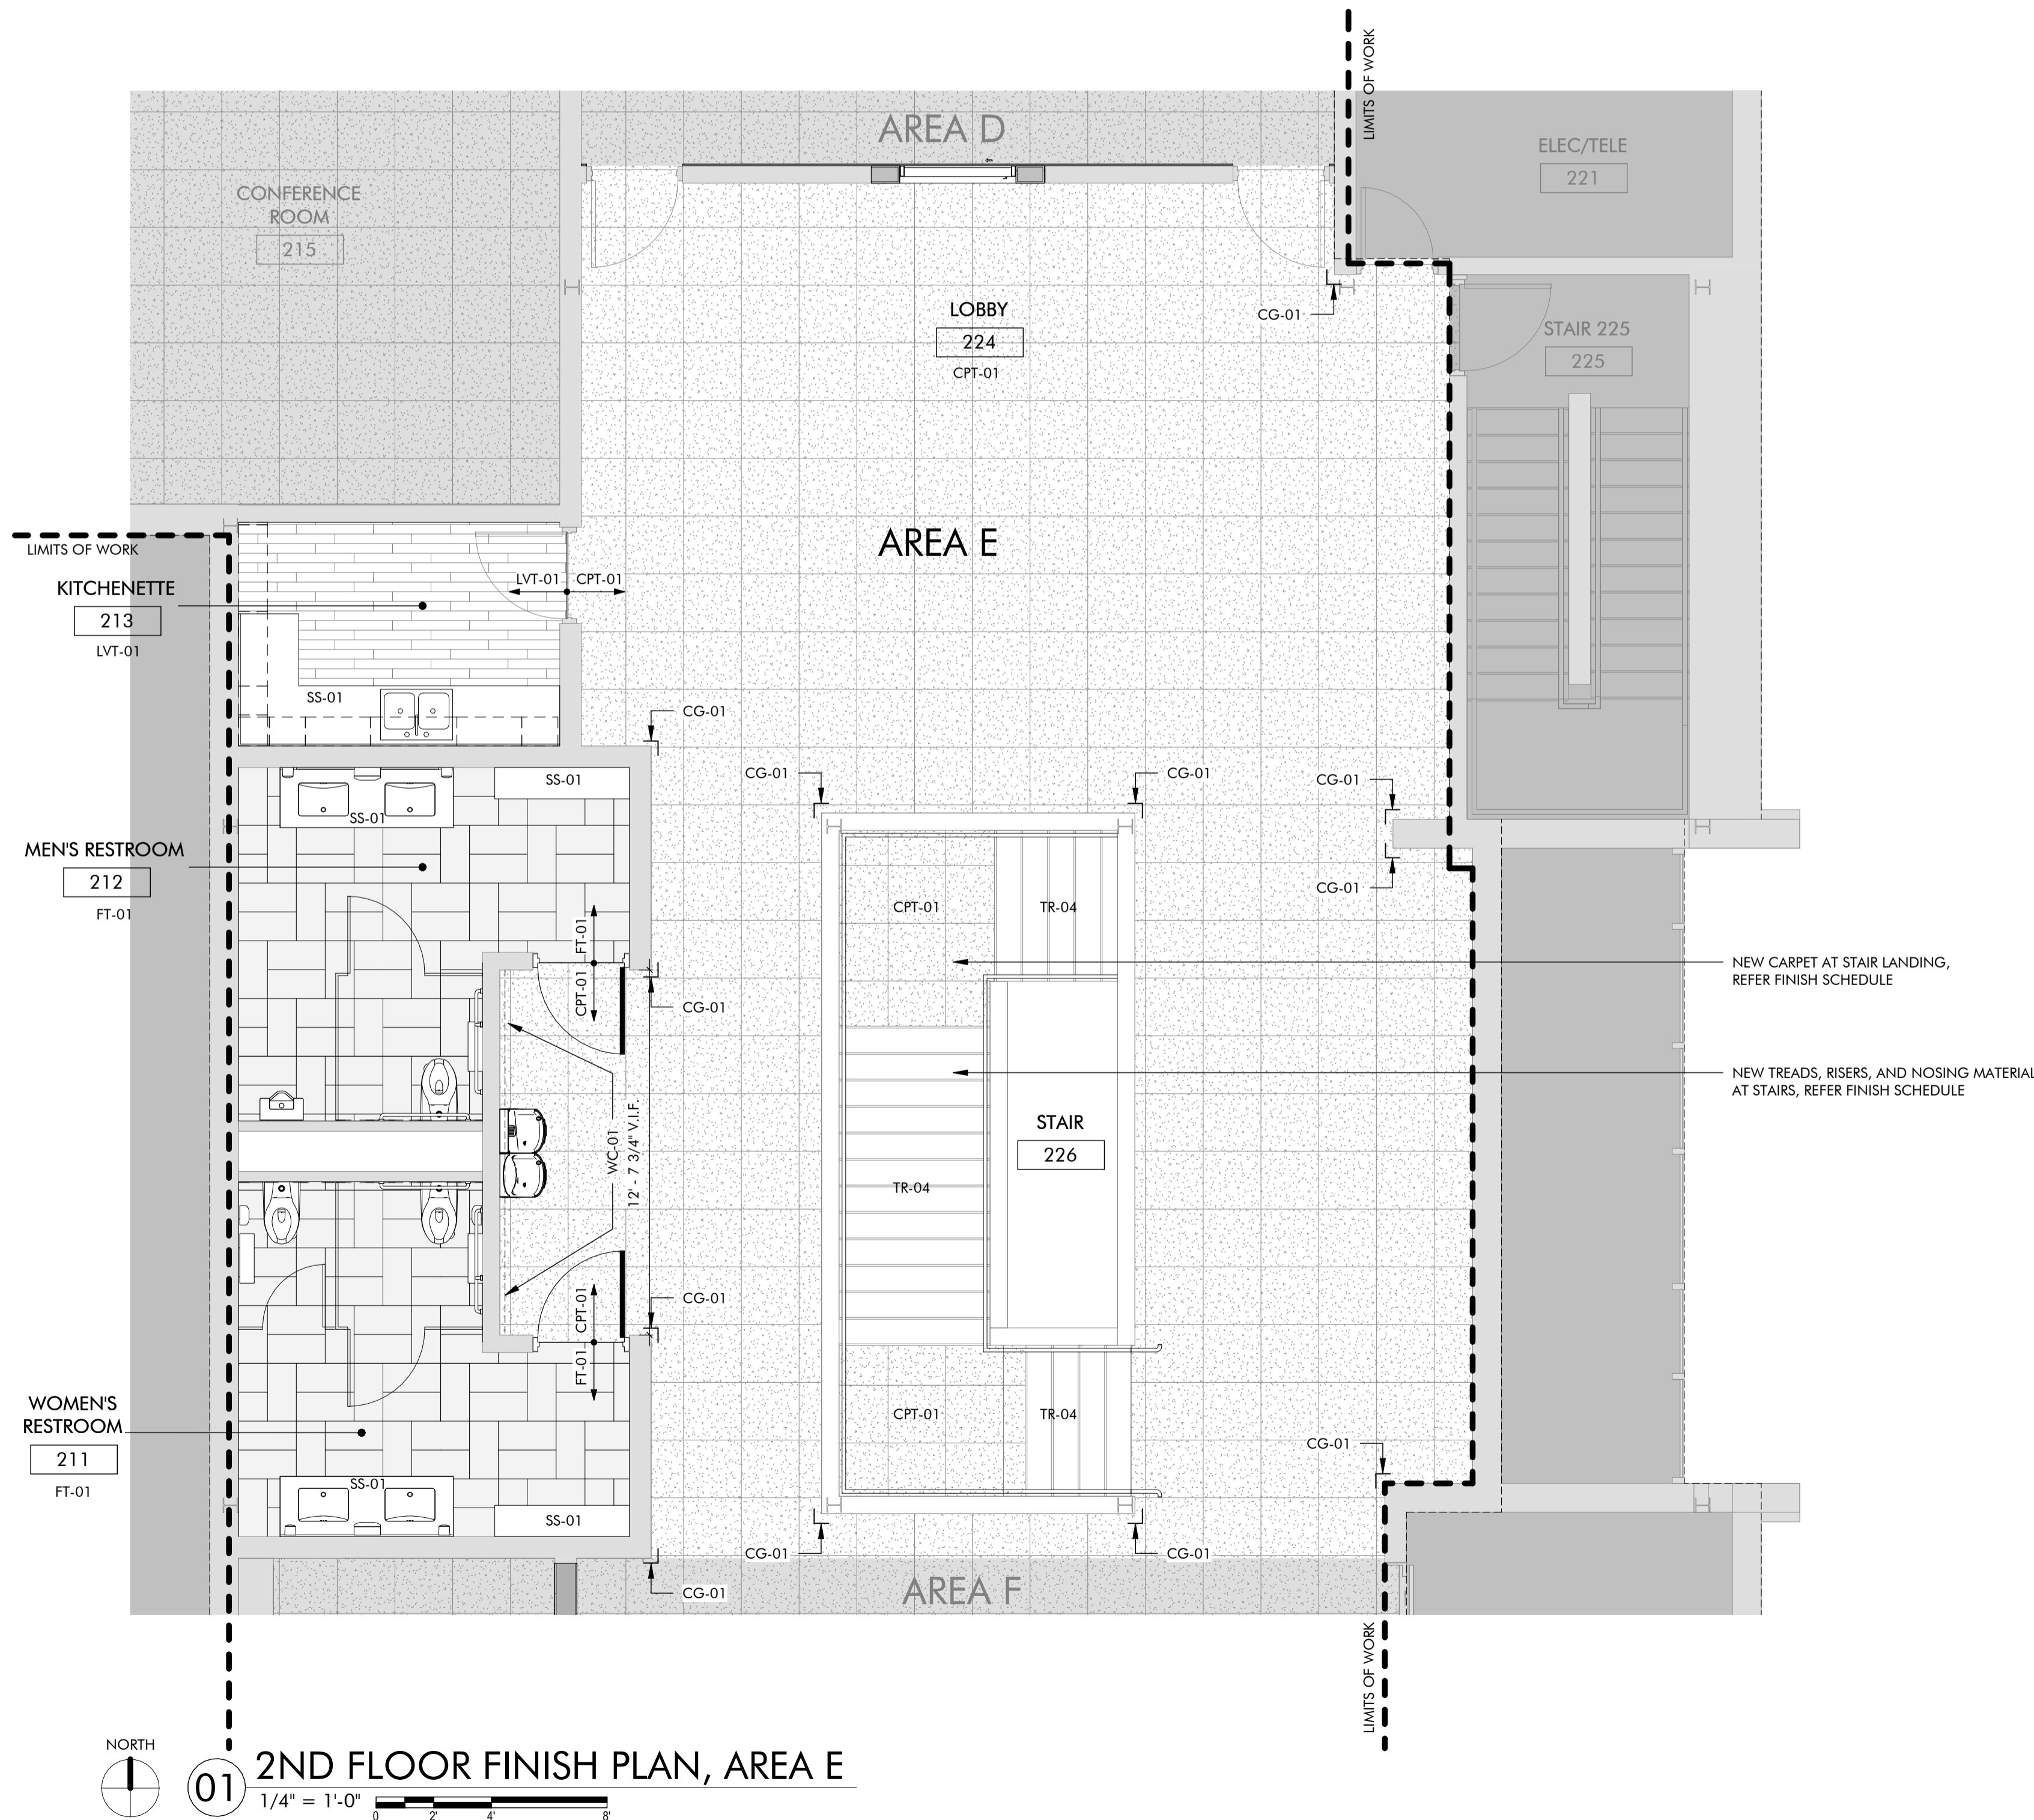 LIMITS OF WORK
AREA D
ELEC/TELE
221
CONFERENCE
ROOM
215
LOBBY
224
CPT-01
CG-01
STAIR 225
225
AREA E
LIMITS OF WORK
KITCHENETTE
213
LVT-01
LVT-01
CPT-01
SS-01
CG-01
CG-01
CG-01
CG-01
SS-01
SS-01
MEN'S RESTROOM
212
FT-01
CG-01
CPT-01
TR-04
FT-01
CPT-01
CG-01
NEW CARPET AT STAIR LANDING,
REFER FINISH SCHEDULE
NEW TREADS, RISERS, AND NOSING MATERIAL
AT STAIRS, REFER FINISH SCHEDULE
WC-01
12' - 7 3/4" V.I.F.
STAIR
226
TR-04
CG-01
CPT-01
FT-01
WOMEN'S
RESTROOM
211
FT-01
CPT-01
TR-04
CG-01
SS-01
SS-01
CG-01
CG-01
CG-01
AREA F
LIMITS OF WORK
NORTH
01
2ND FLOOR FINISH PLAN, AREA E
1/4" = 1'-0"
0 2' 4' 8'